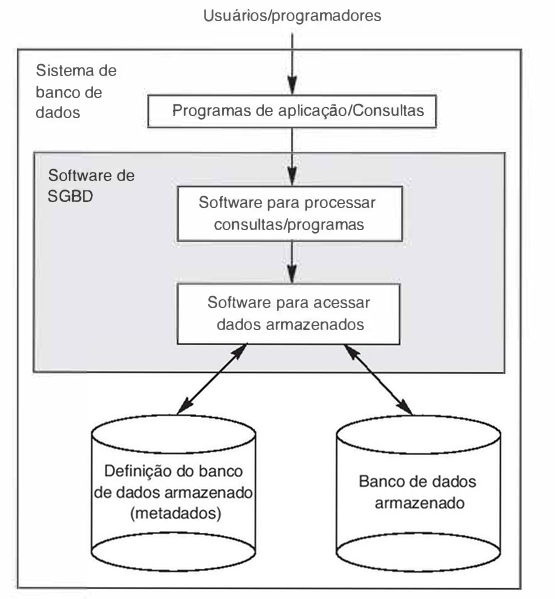 Usuários/programadores
Sistema de
banco de
dados
Programas de aplicação/Consultas
Software de
SGBD
Software para processar
consultas/programas
Software para acessar
dados armazenados
Definição do banco
de dados armazenado
(metadados)
Banco de dados
armazenado